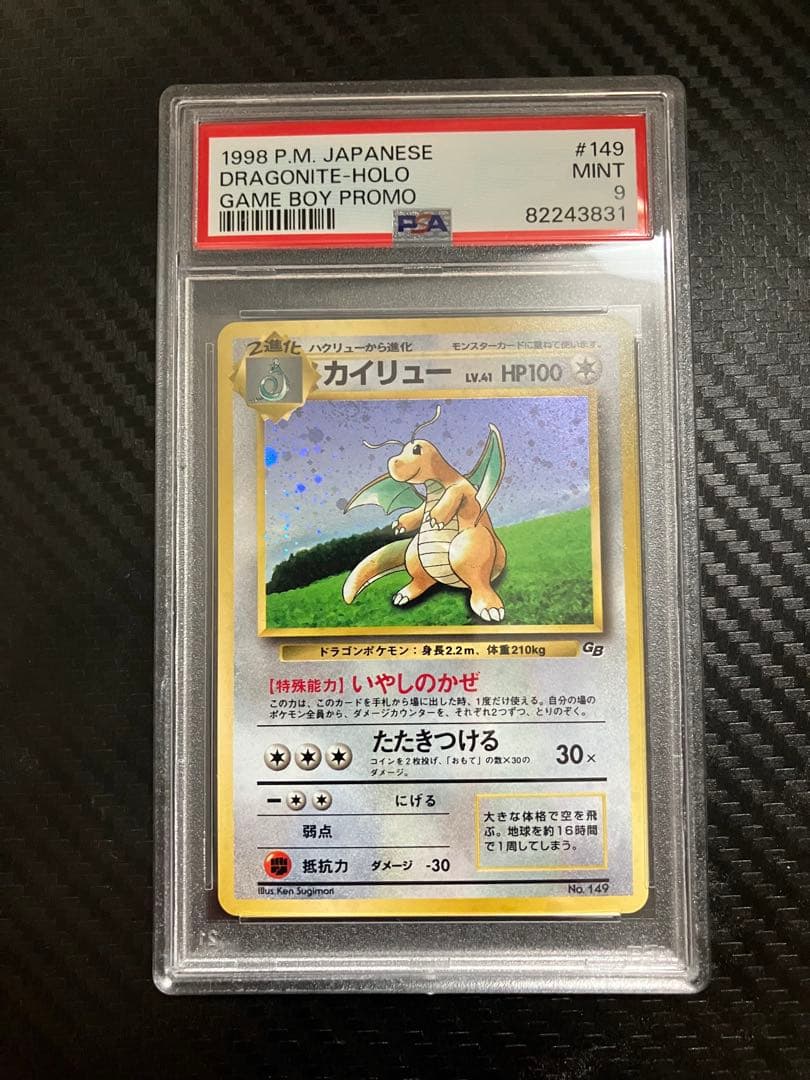 1998 P.M. JAPANESE #149
DRAGONITE-HOLO MINT
GAME BOY PROMO 9
PSA 82243831
2進化 ハクリューから進化 モンスターカードに重ねて使います。
カイリュー LV.41 HP100
ドラゴンポケモン:身長2.2m、体重210kg GB
【特殊能力】いやしのかぜ
この力は、このカードを手札から場に出した時、1度だけ使える。自分の場の
ポケモン全員から、ダメージカウンターを、それぞれ2つずつ、とりのぞく。
たたきつける 30×
コインを2枚投げ、「おもて」の数×30の
ダメージ。
ー にげる
弱点
抵抗力 ダメージ -30
大きな体格で空を飛
ぶ。地球を約16時間
で1周してしまう。
Illus.Ken Sugimori No.149